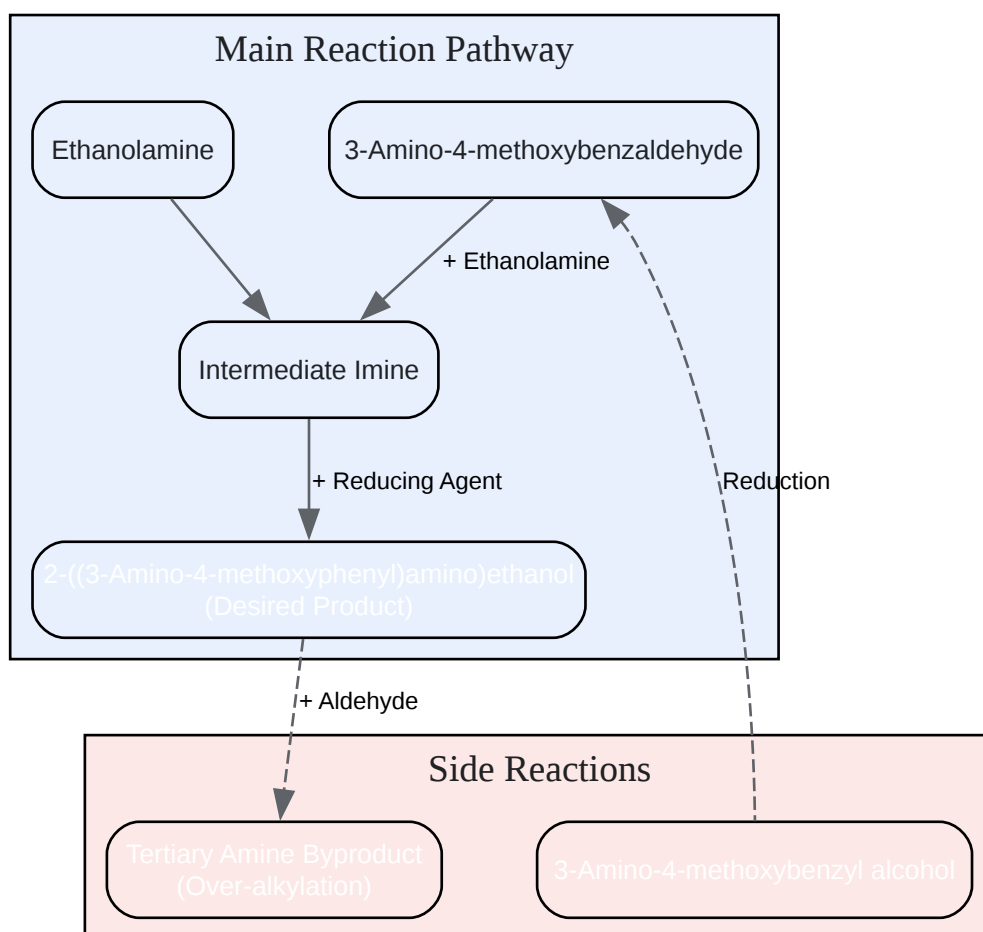 Main Reaction Pathway
Ethanolamine
3-Amino-4-methoxybenzaldehyde
+ Ethanolamine
Intermediate Imine
+ Reducing Agent
Reduction
2-((3-Amino-4-methoxyphenyl)amino)ethanol
(Desired Product)
+ Aldehyde
Side Reactions
Tertiary Amine Byproduct
(Over-alkylation)
3-Amino-4-methoxybenzyl alcohol